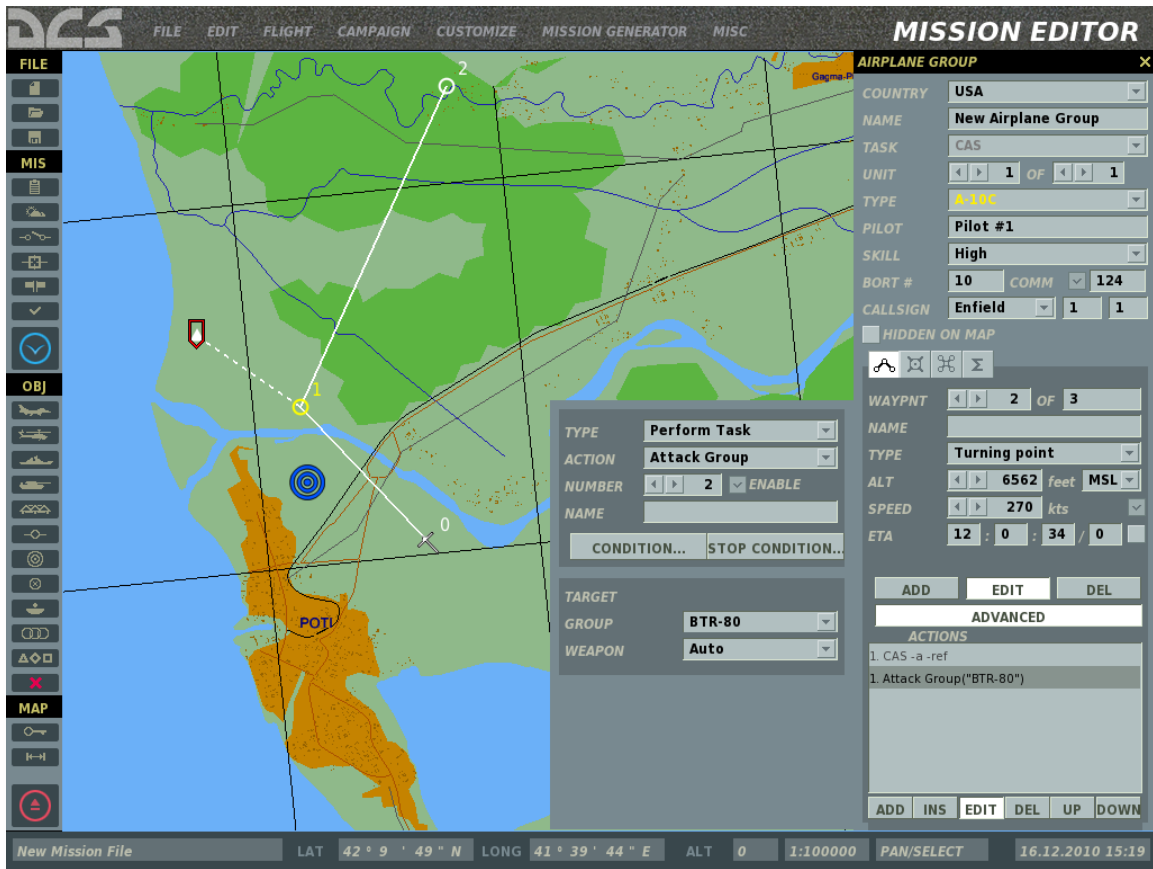 DCS FILE EDIT FLIGHT CAMPAIGN CUSTOMIZE MISSION GENERATOR MISC MISSION EDITOR
FILE
MIS
OBJ
MAP
2
1
0
POTI
TYPE Perform Task
ACTION Attack Group
NUMBER 2 ENABLE
NAME
CONDITION... STOP CONDITION...
TARGET
GROUP BTR-80
WEAPON Auto
AIRPLANE GROUP X
COUNTRY USA
NAME New Airplane Group
TASK CAS
UNIT 1 OF 1
TYPE A-10C
PILOT Pilot #1
SKILL High
BORT # 10 COMM 124
CALLSIGN Enfield 1 1
HIDDEN ON MAP
Σ
WAYPNT 2 OF 3
NAME
TYPE Turning point
ALT 6562 feet MSL
SPEED 270 kts
ETA 12 : 0 : 34 / 0
ADD EDIT DEL
ADVANCED
ACTIONS
1. CAS -a -ref
1. Attack Group("BTR-80")
ADD INS EDIT DEL UP DOWN
New Mission File LAT 42 ° 9 ' 49 " N LONG 41 ° 39 ' 44 " E ALT 0 1:100000 PAN/SELECT 16.12.2010 15:19